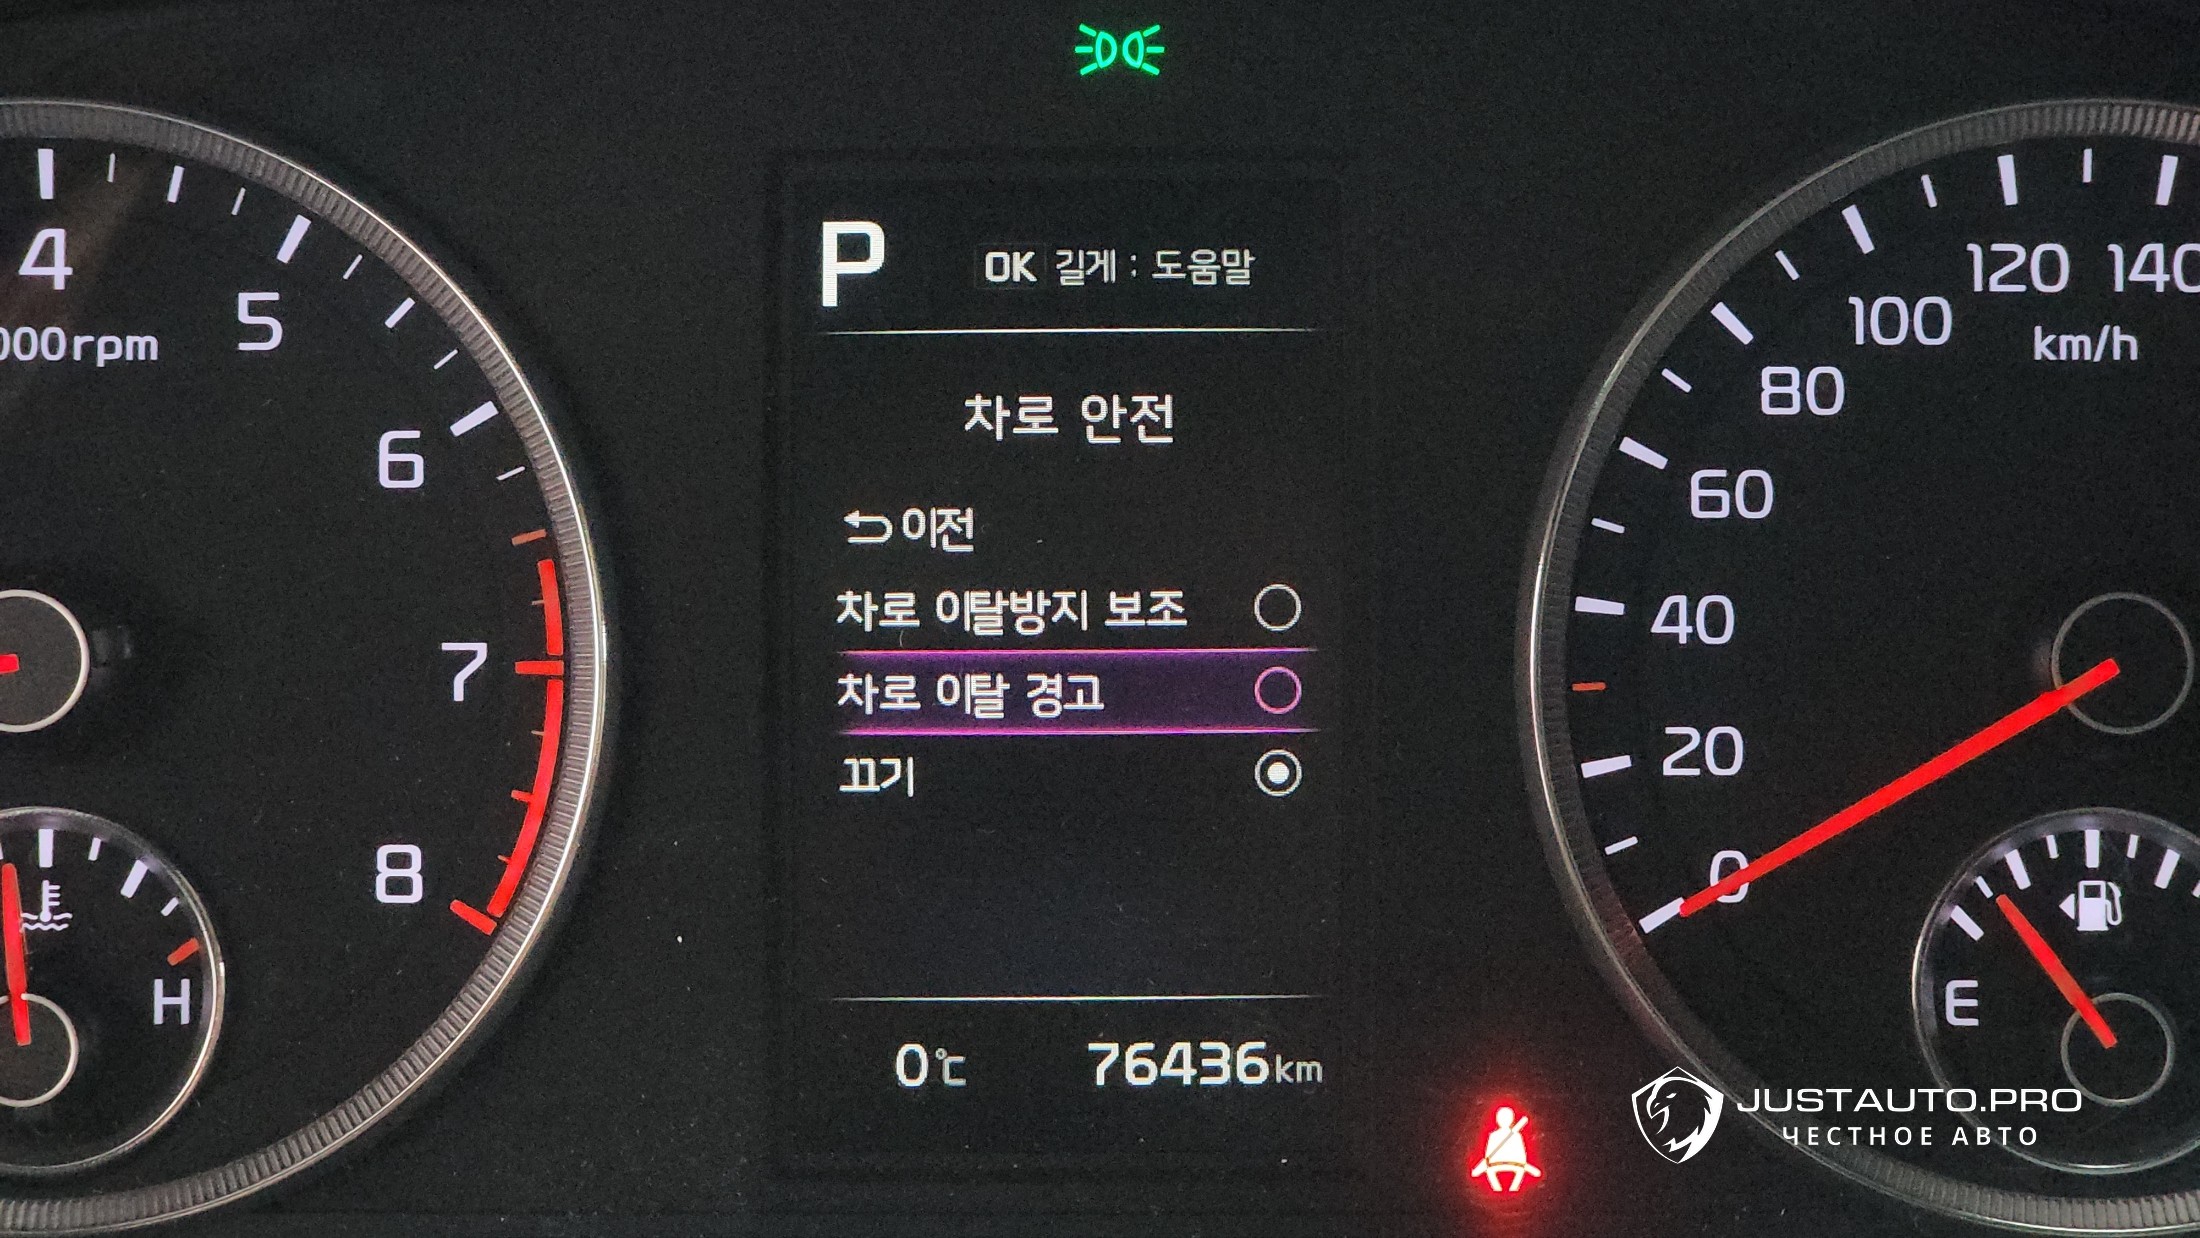 P
OK 길게 : 도움말
차로 안전
이전
차로 이탈방지 보조
차로 이탈 경고
끄기
0℃ 76436km
4
5
6
7
8
000rpm
H
0
20
40
60
80
100
120
140
km/h
E
JUSTAUTO.PRO
ЧЕСТНОЕ АВТО